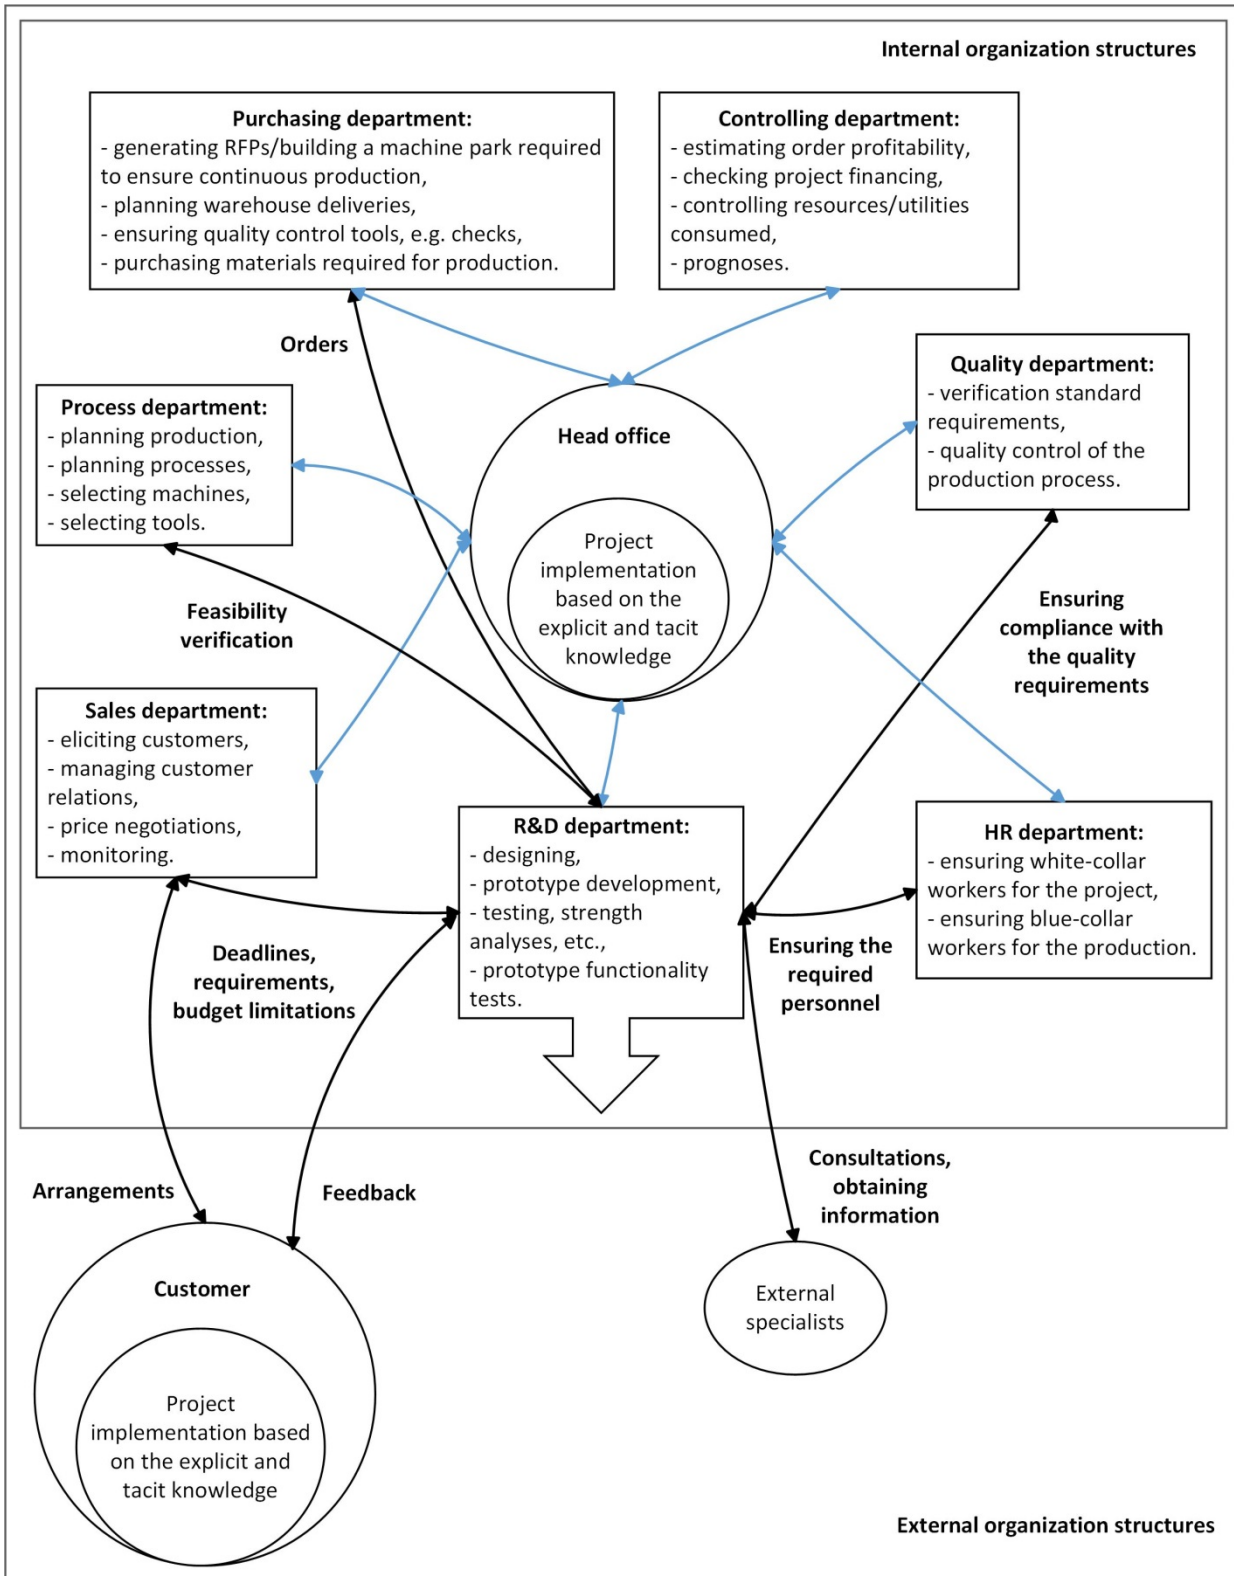 Internal organization structures
Purchasing department:
- generating RFPs/building a machine park required
to ensure continuous production,
- planning warehouse deliveries,
- ensuring quality control tools, e.g. checks,
- purchasing materials required for production.
Controlling department:
- estimating order profitability,
- checking project financing,
- controlling resources/utilities
consumed,
- prognoses.
Orders
Process department:
- planning production,
- planning processes,
- selecting machines,
- selecting tools.
Head office
Project
implementation
based on the
explicit and tacit
knowledge
Quality department:
- verification standard
requirements,
- quality control of the
production process.
Feasibility
verification
Ensuring
compliance with
the quality
requirements
Sales department:
- eliciting customers,
- managing customer
relations,
- price negotiations,
- monitoring.
R&D department:
- designing,
- prototype development,
- testing, strength
analyses, etc.,
- prototype functionality
tests.
HR department:
- ensuring white-collar
workers for the project,
- ensuring blue-collar
workers for the production.
Deadlines,
requirements,
budget limitations
Ensuring the
required
personnel
Arrangements
Feedback
Consultations,
obtaining
information
Customer
Project
implementation based
on the explicit and
tacit knowledge
External
specialists
External organization structures